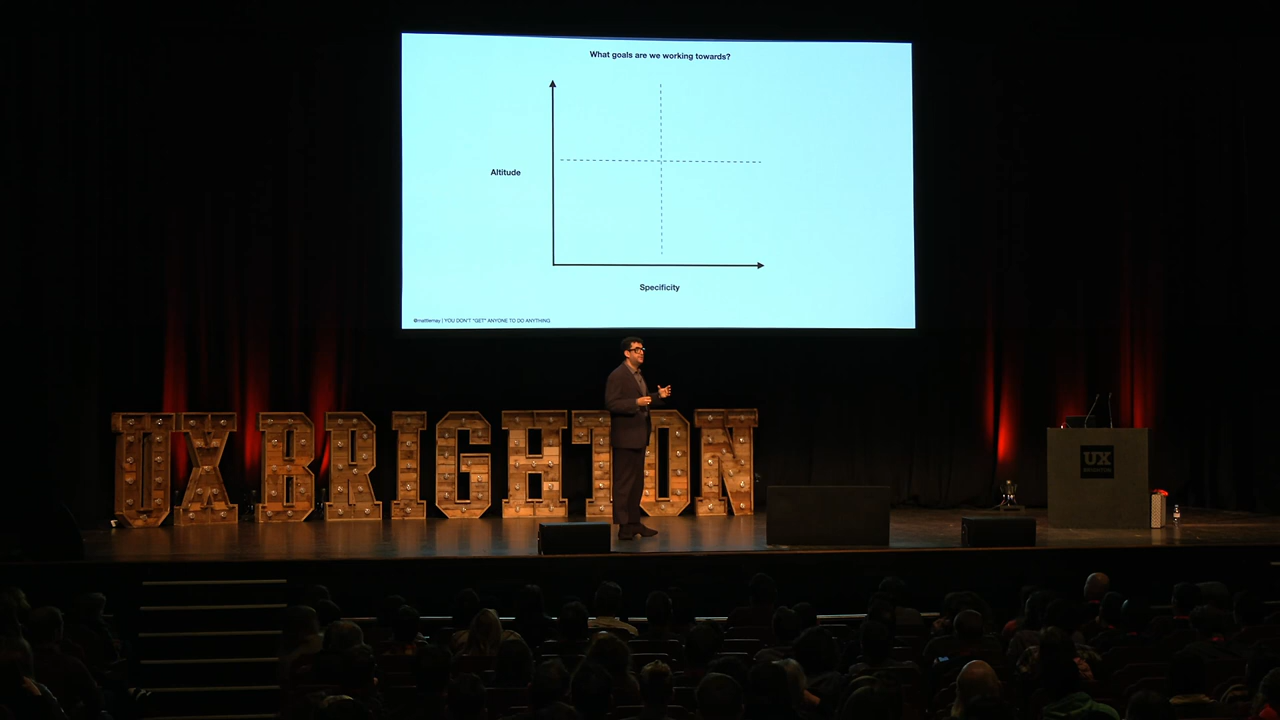 What goals are we working towards?
Altitude
Specificity
@mattlemay | YOU DON'T "GET" ANYONE TO DO ANYTHING
UX BRIGHTON
UX
BRIGHTON